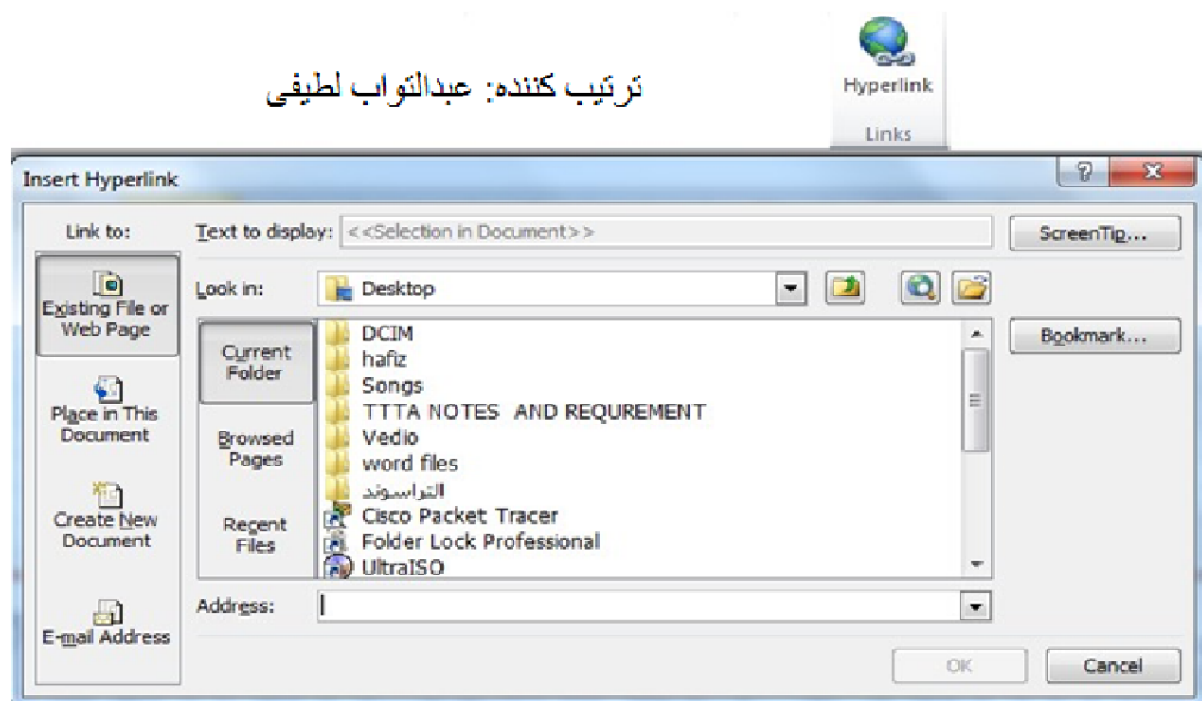 ترتیب کننده: عبدالتواب لطیفی
Hyperlink
Links
Insert Hyperlink
Link to:
Text to display: <<Selection in Document>>
ScreenTip...
Existing File or
Web Page
Look in:
Desktop
Bookmark...
Current
Folder
DCIM
hafiz
Songs
TTTA NOTES AND REQUREMENT
Vedio
word files
التراسوند
Cisco Packet Tracer
Folder Lock Professional
UltraISO
Place in This
Document
Browsed
Pages
Create New
Document
Recent
Files
Address:
E-mail Address
OK
Cancel